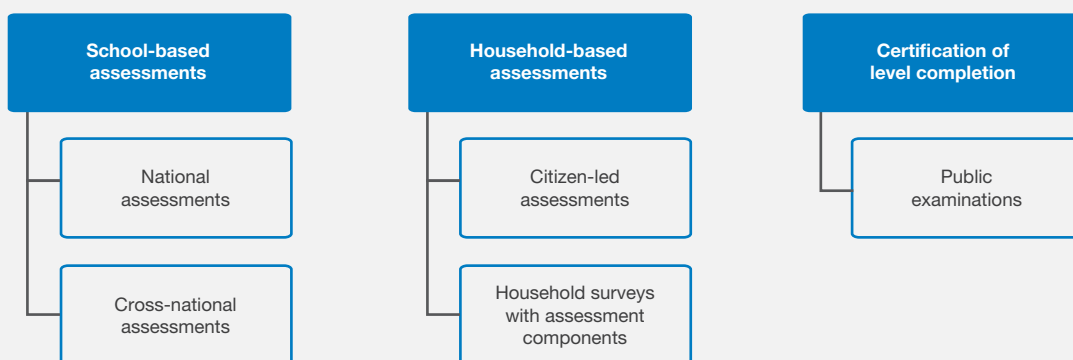 School-based
assessments
National
assessments
Cross-national
assessments
Household-based
assessments
Citizen-led
assessments
Household surveys
with assessment
components
Certification of
level completion
Public
examinations